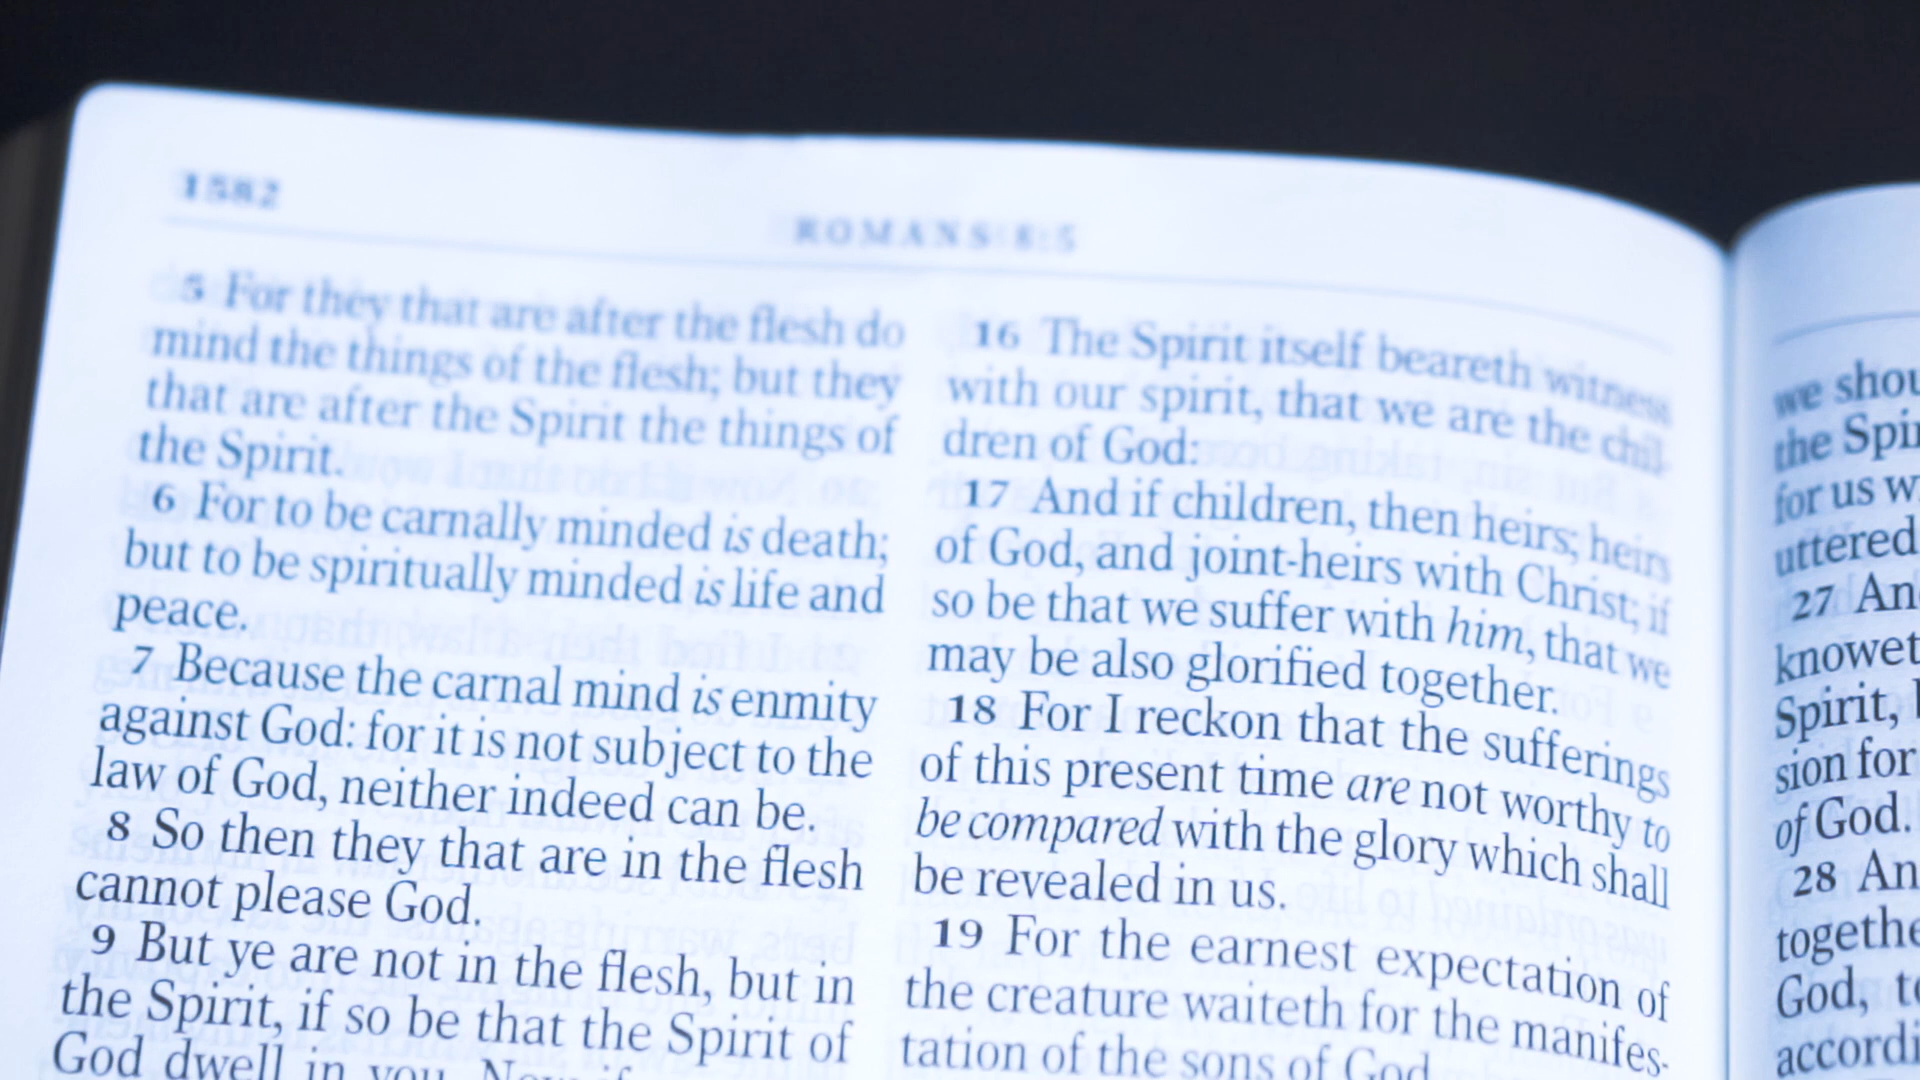 1582
ROMANS 8:5
5 For they that are after the flesh do
mind the things of the flesh; but they
that are after the Spirit the things of
the Spirit.
6 For to be carnally minded is death;
but to be spiritually minded is life and
peace.
7 Because the carnal mind is enmity
against God: for it is not subject to the
law of God, neither indeed can be.
8 So then they that are in the flesh
cannot please God.
9 But ye are not in the flesh, but in
the Spirit, if so be that the Spirit of
God dwell in you. Now if
16 The Spirit itself beareth witness
with our spirit, that we are the chil-
dren of God:
17 And if children, then heirs; heirs
of God, and joint-heirs with Christ; if
so be that we suffer with him, that we
may be also glorified together.
18 For I reckon that the sufferings
of this present time are not worthy to
be compared with the glory which shall
be revealed in us.
19 For the earnest expectation of
the creature waiteth for the manifes-
tation of the sons of God.
we shou
the Spir
for us w
uttered
27 An
knowet
Spirit,
sion for
of God.
28 An
togethe
God, to
accordi